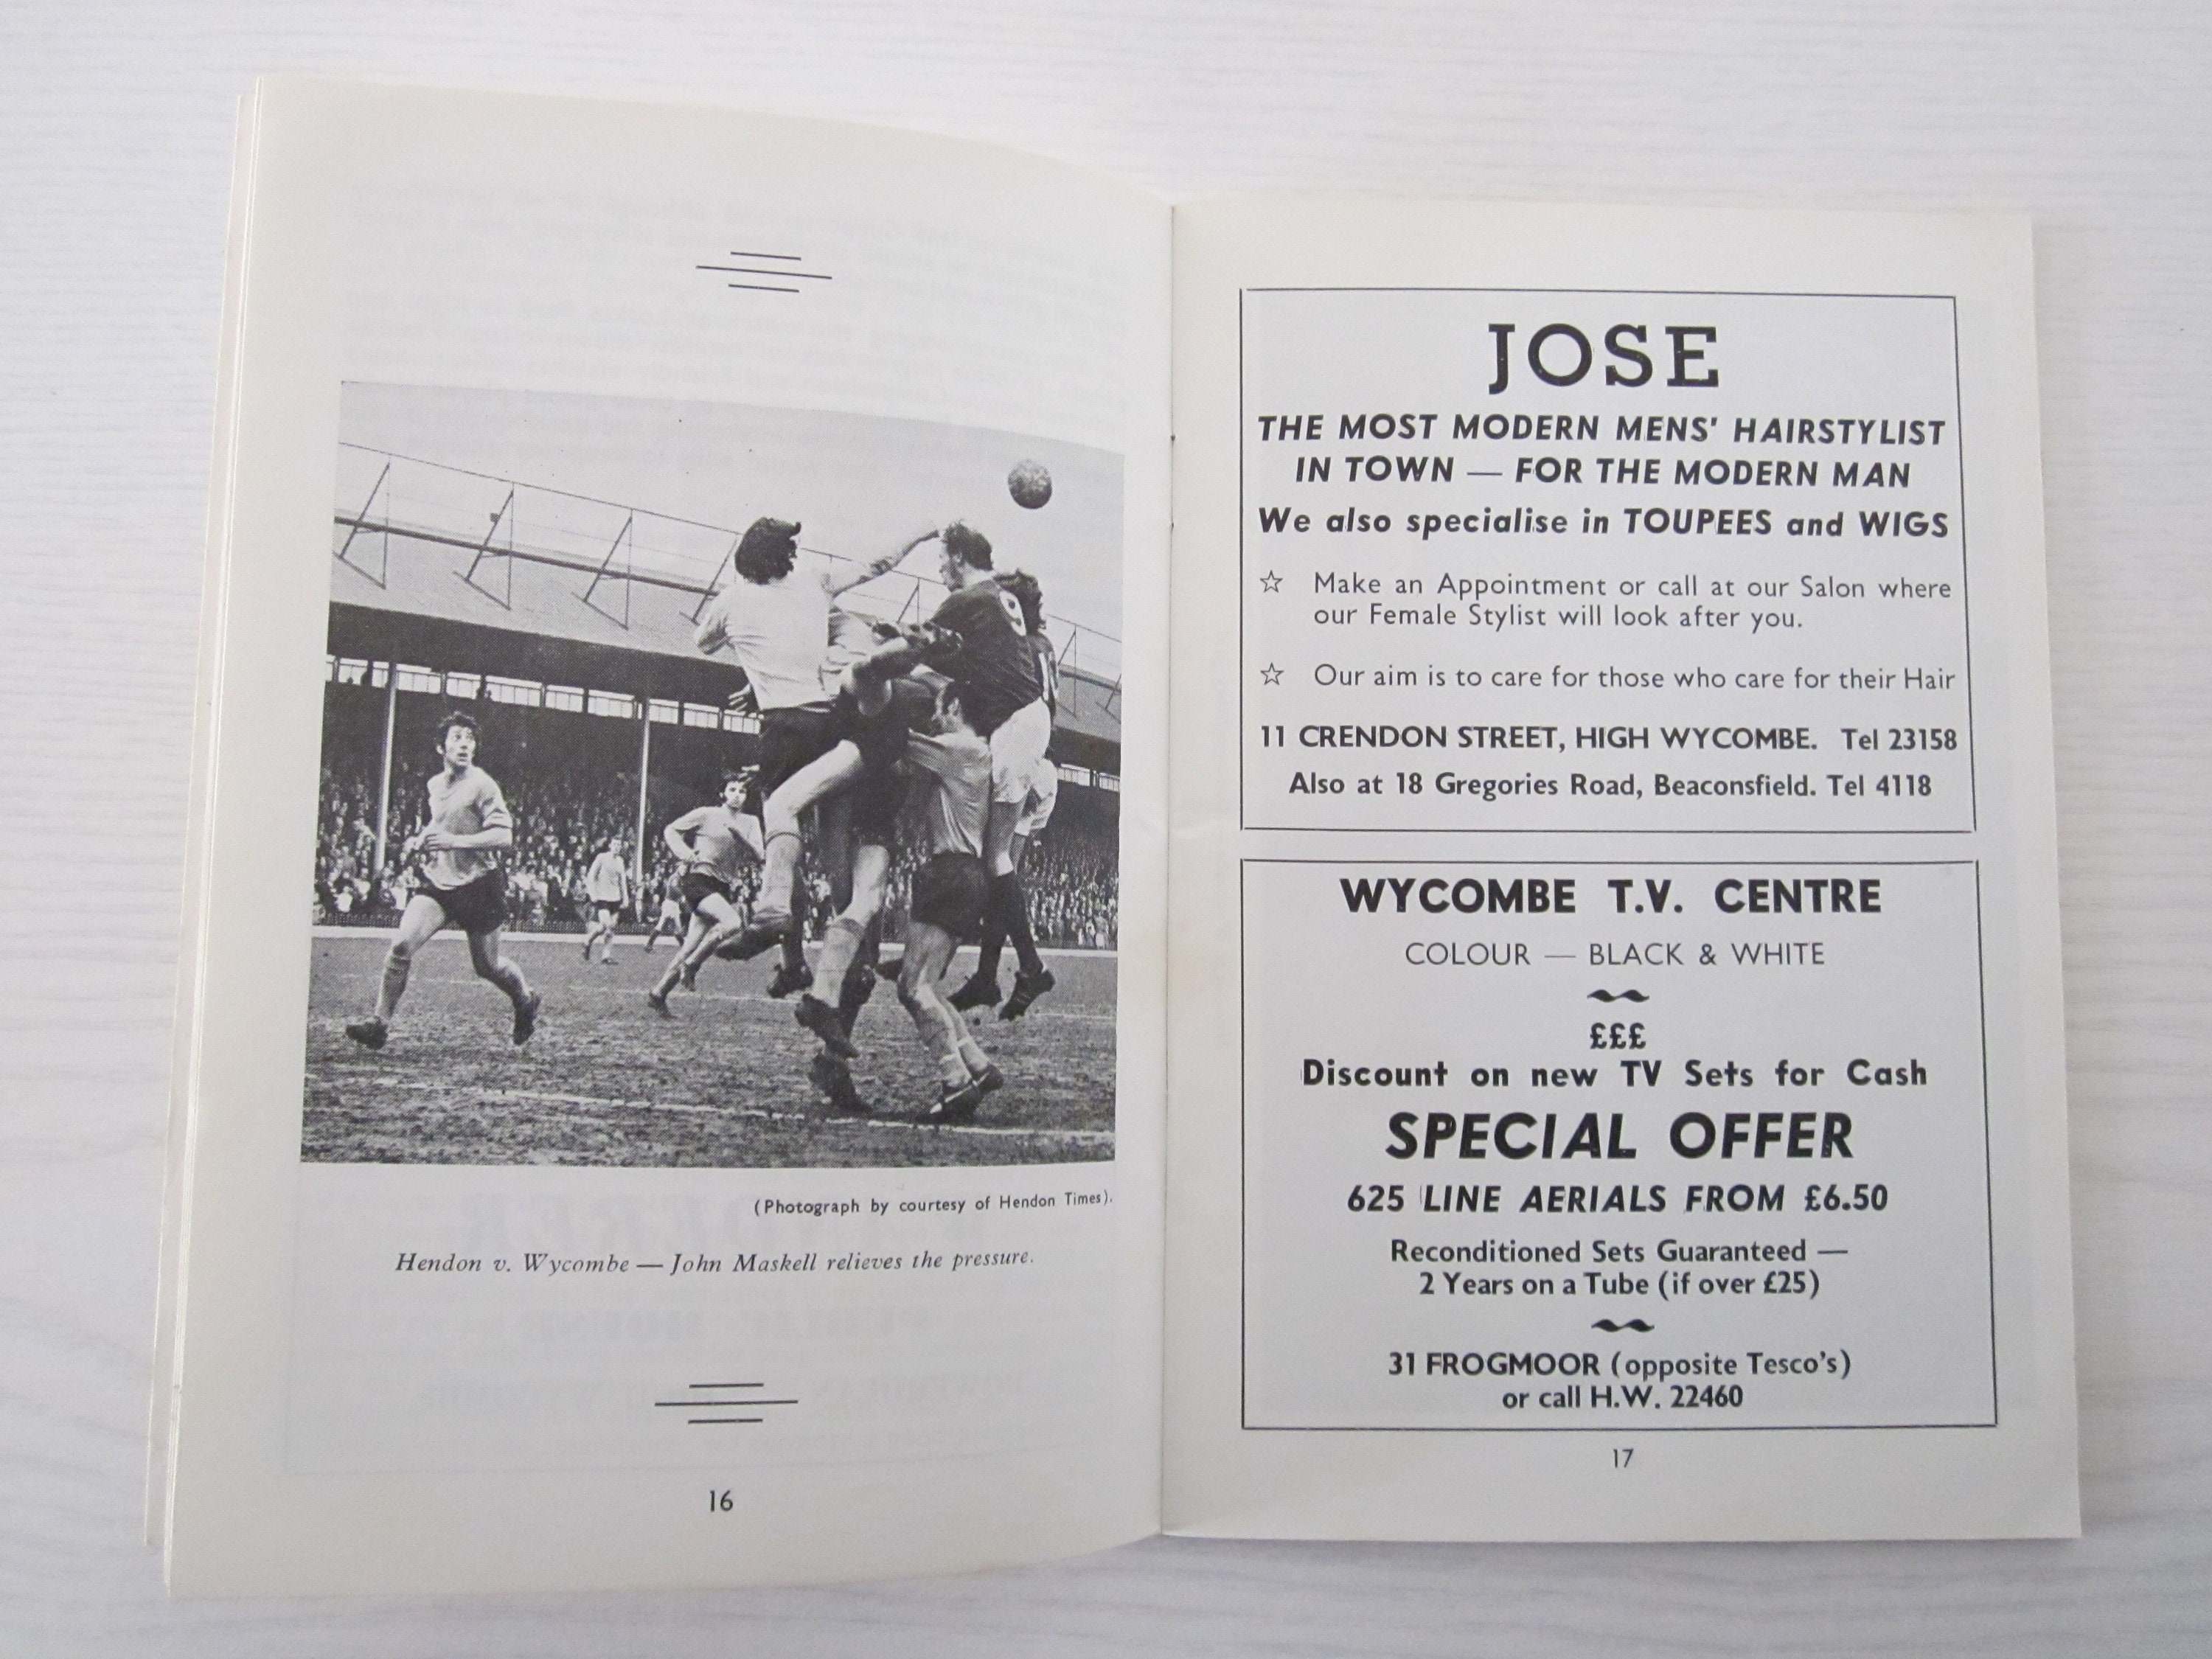 9
(Photograph by courtesy of Hendon Times).
Hendon v. Wycombe — John Maskell relieves the pressure.
16
JOSE
THE MOST MODERN MENS' HAIRSTYLIST
IN TOWN — FOR THE MODERN MAN
We also specialise in TOUPEES and WIGS
☆ Make an Appointment or call at our Salon where
our Female Stylist will look after you.
☆ Our aim is to care for those who care for their Hair
11 CRENDON STREET, HIGH WYCOMBE. Tel 23158
Also at 18 Gregories Road, Beaconsfield. Tel 4118
WYCOMBE T.V. CENTRE
COLOUR — BLACK & WHITE
£££
Discount on new TV Sets for Cash
SPECIAL OFFER
625 LINE AERIALS FROM £6.50
Reconditioned Sets Guaranteed —
2 Years on a Tube (if over £25)
31 FROGMOOR (opposite Tesco's)
or call H.W. 22460
17